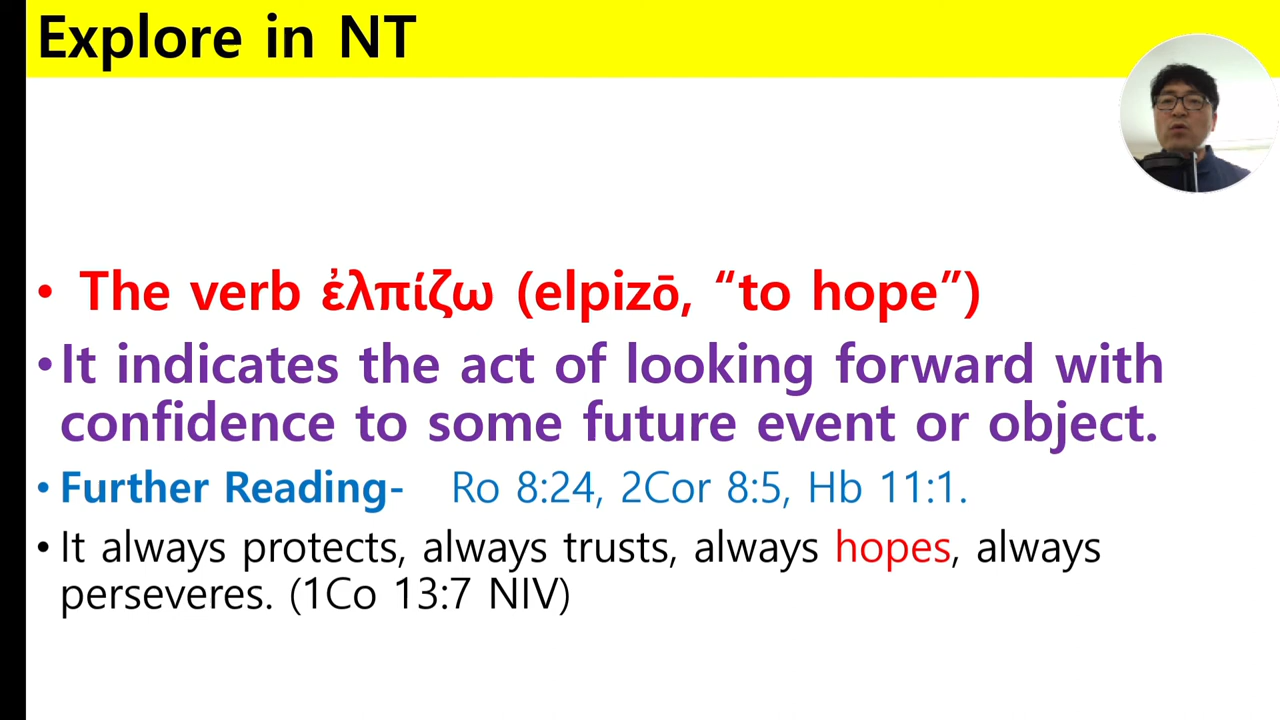 Explore in NT
• The verb ἐλπίζω (elpizō, “to hope”)
• It indicates the act of looking forward with
confidence to some future event or object.
• Further Reading- Ro 8:24, 2Cor 8:5, Hb 11:1.
• It always protects, always trusts, always hopes, always
perseveres. (1Co 13:7 NIV)